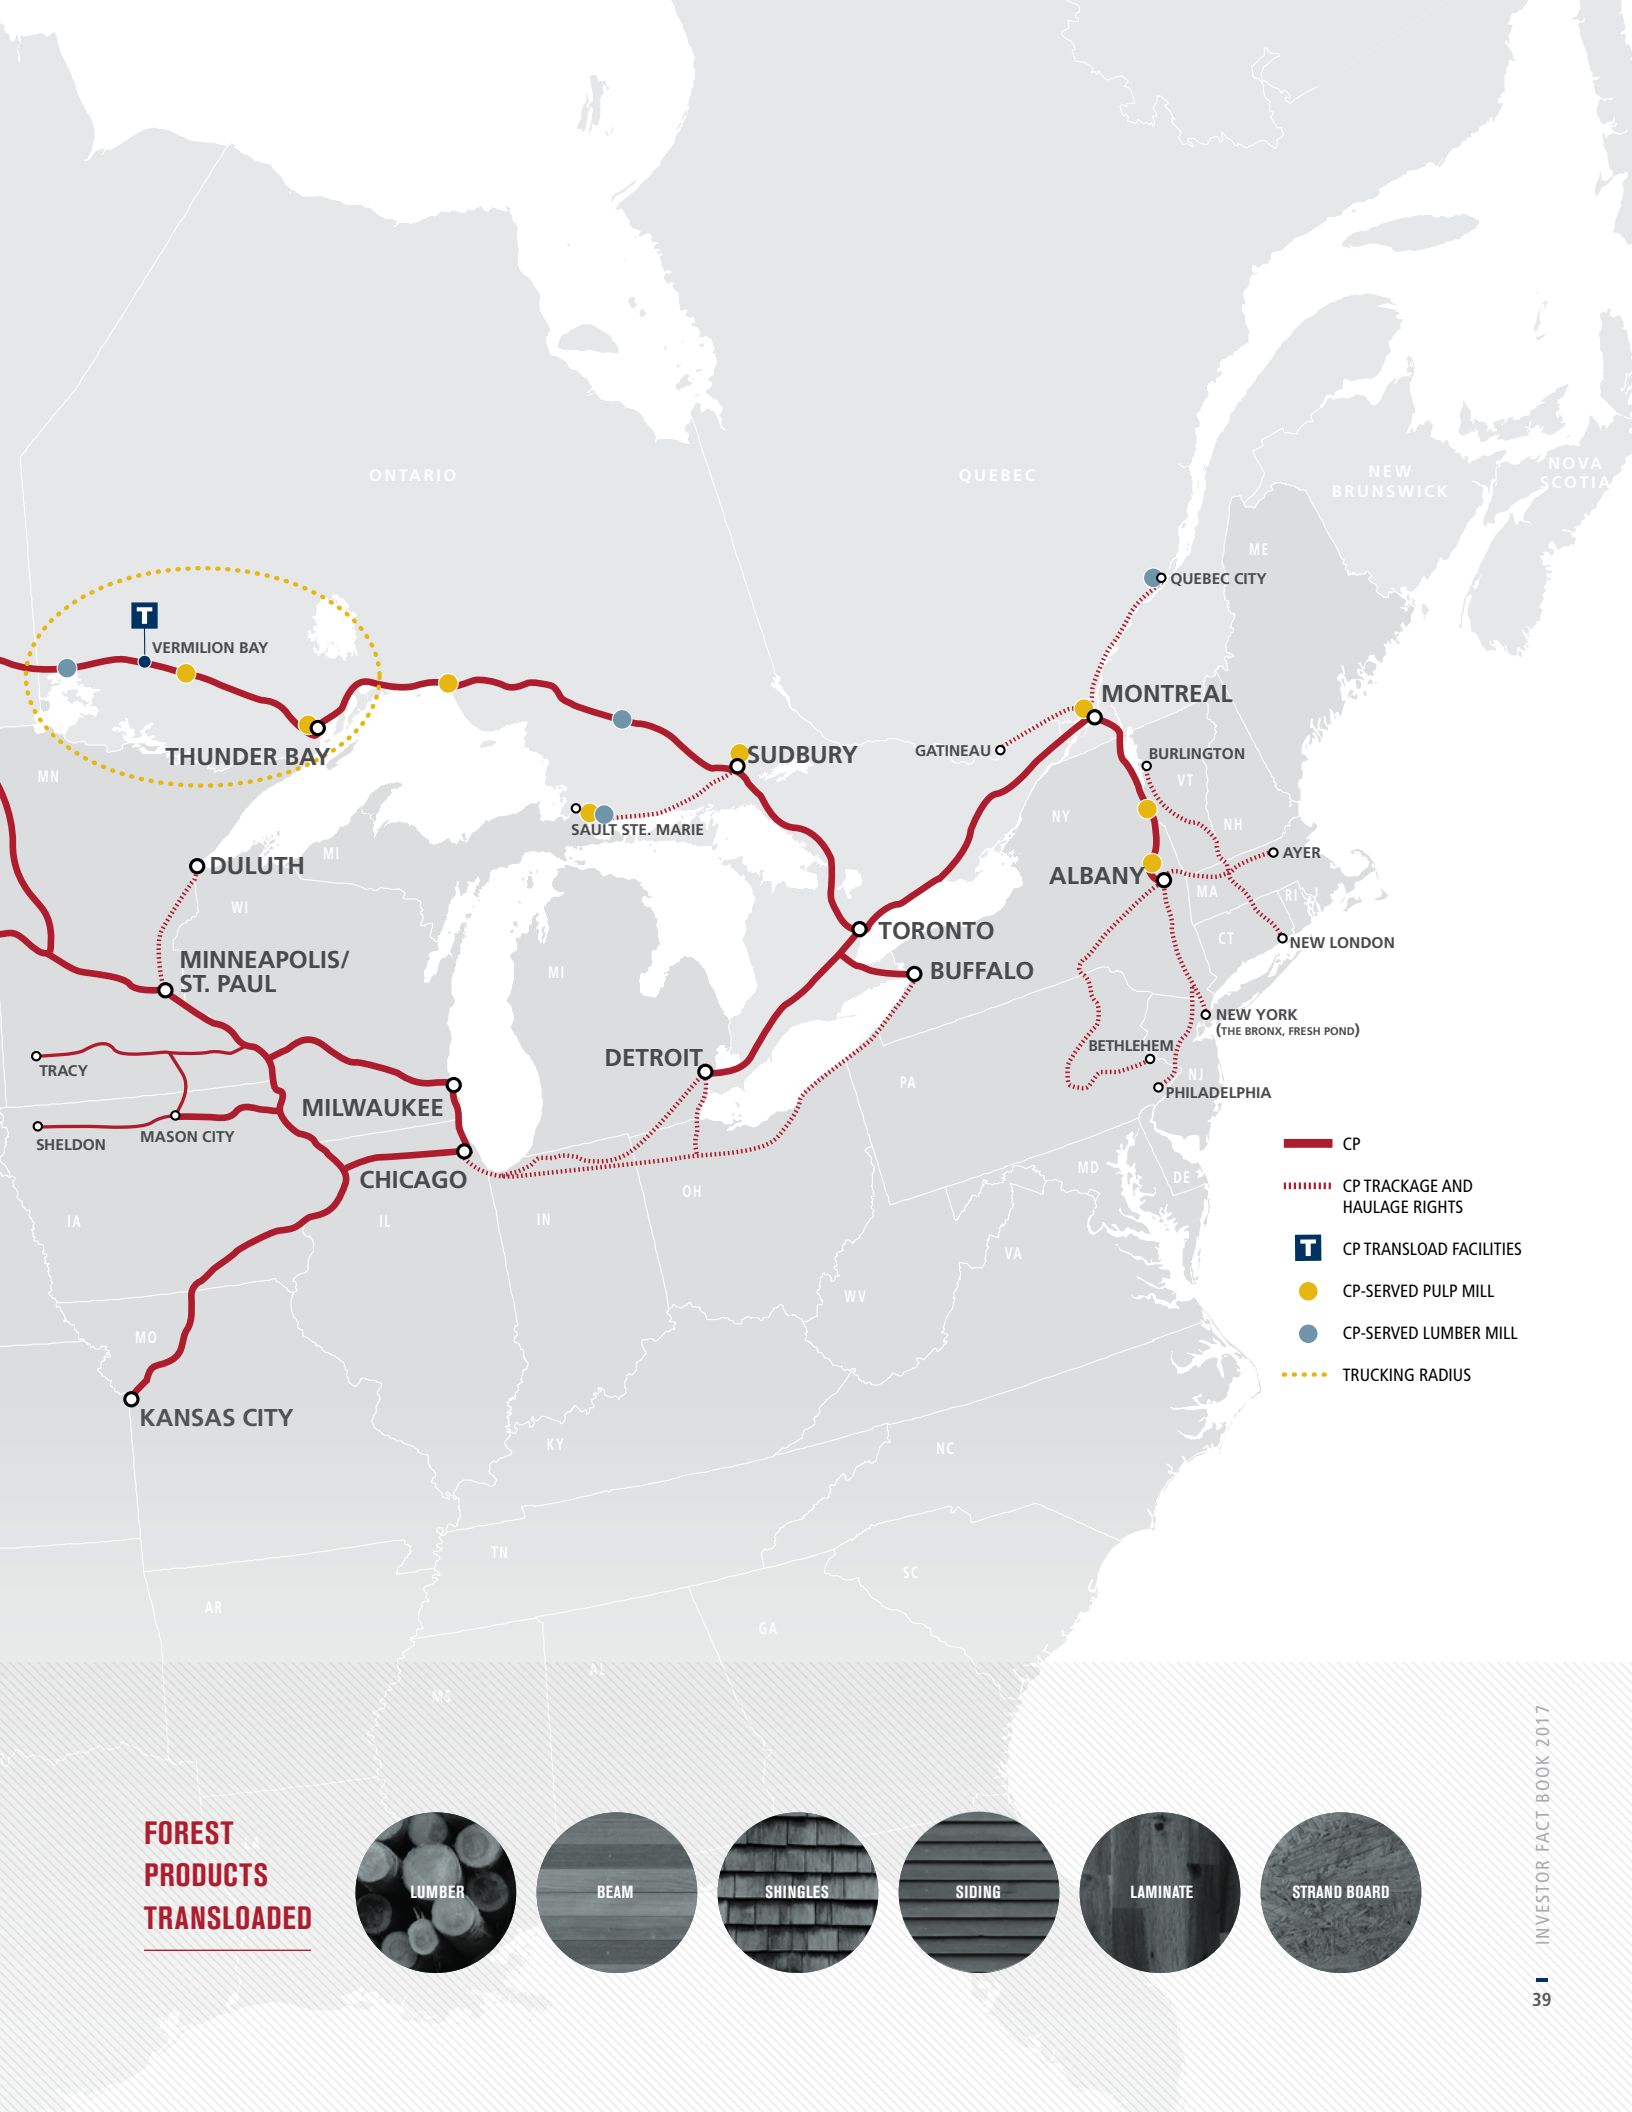 ONTARIO
QUEBEC
NEW
BRUNSWICK
NOVA
SCOTIA
ME
QUEBEC CITY
T
VERMILION BAY
THUNDER BAY
MN
MONTREAL
SUDBURY
GATINEAU
BURLINGTON
VT
NY
NH
SAULT STE. MARIE
MI
DULUTH
AYER
ALBANY
MA
RI
WI
TORONTO
CT
NEW LONDON
MINNEAPOLIS/
ST. PAUL
MI
BUFFALO
NEW YORK
(THE BRONX, FRESH POND)
BETHLEHEM
DETROIT
TRACY
PA
NJ
PHILADELPHIA
MILWAUKEE
MASON CITY
SHELDON
CHICAGO
MD
DE
OH
IA
IL
IN
VA
WV
MO
KANSAS CITY
KY
NC
TN
SC
AR
GA
AL
MS
LA
CP
CP TRACKAGE AND
HAULAGE RIGHTS
T
CP TRANSLOAD FACILITIES
CP-SERVED PULP MILL
CP-SERVED LUMBER MILL
TRUCKING RADIUS
FOREST
PRODUCTS
TRANSLOADED
LUMBER
BEAM
SHINGLES
SIDING
LAMINATE
STRAND BOARD
INVESTOR FACT BOOK 2017
39